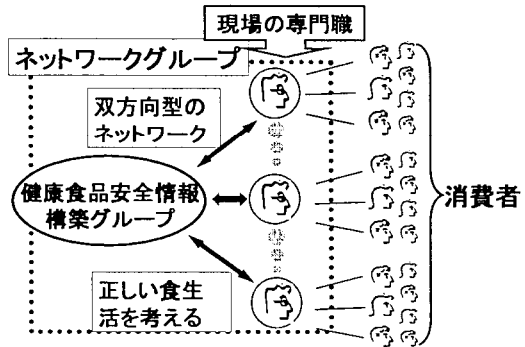 現場の専門職
ネットワークグループ
双方向型の
ネットワーク
健康食品安全情報
構築グループ
消費者
正しい食生
活を考える